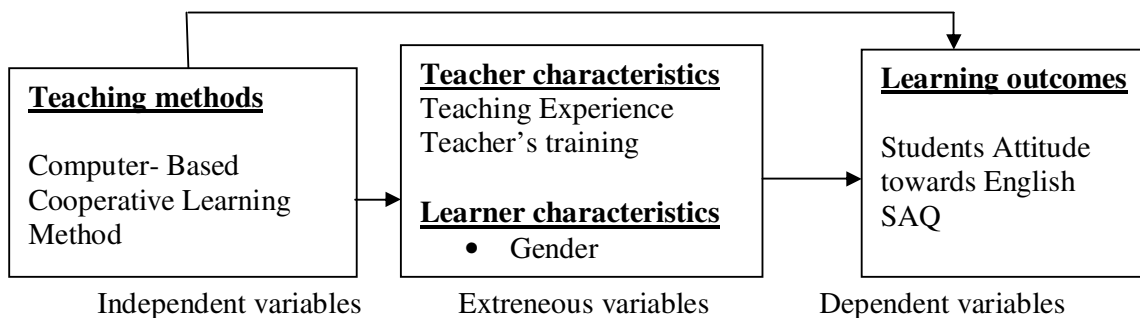 Teaching methods
Computer- Based
Cooperative Learning
Method
Teacher characteristics
Teaching Experience
Teacher’s training
Learner characteristics
• Gender
Learning outcomes
Students Attitude
towards English
SAQ
Independent variables
Extreneous variables
Dependent variables